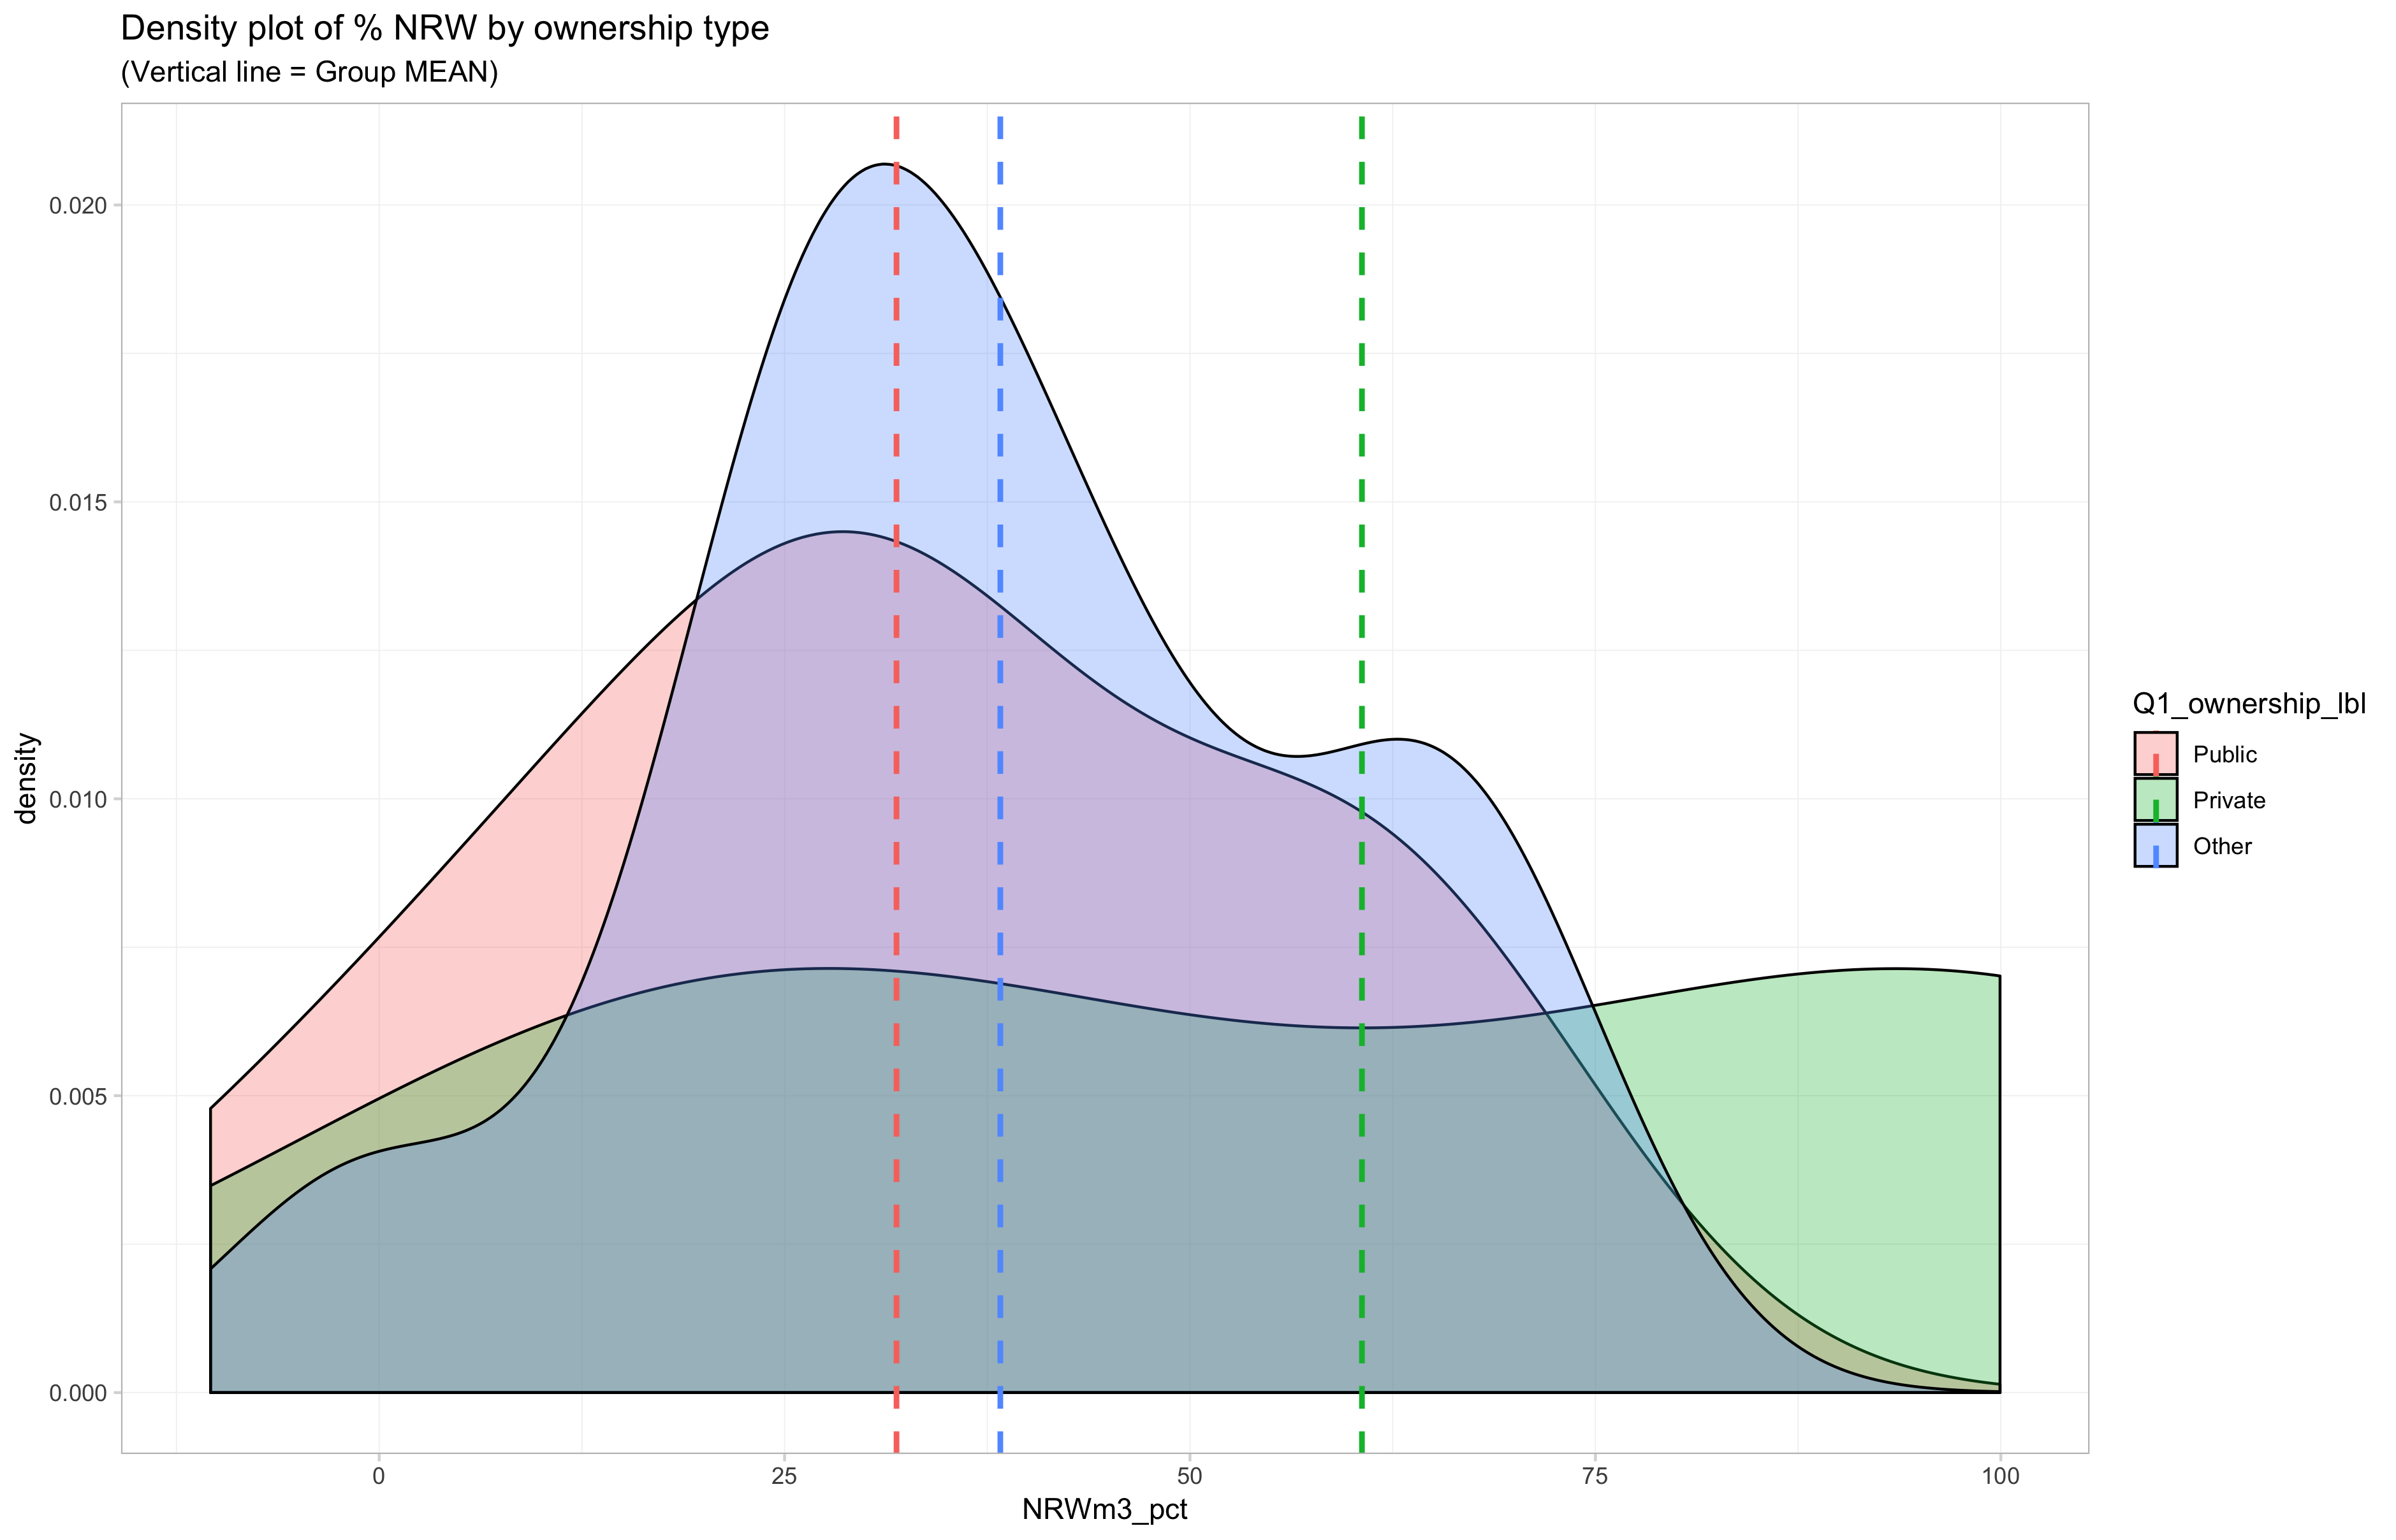 Density plot of % NRW by ownership type
(Vertical line = Group MEAN)
0.020
0.015
0.010
0.005
0.000
density
0
25
50
75
100
NRWm3_pct
Q1_ownership_lbl
Public
Private
Other